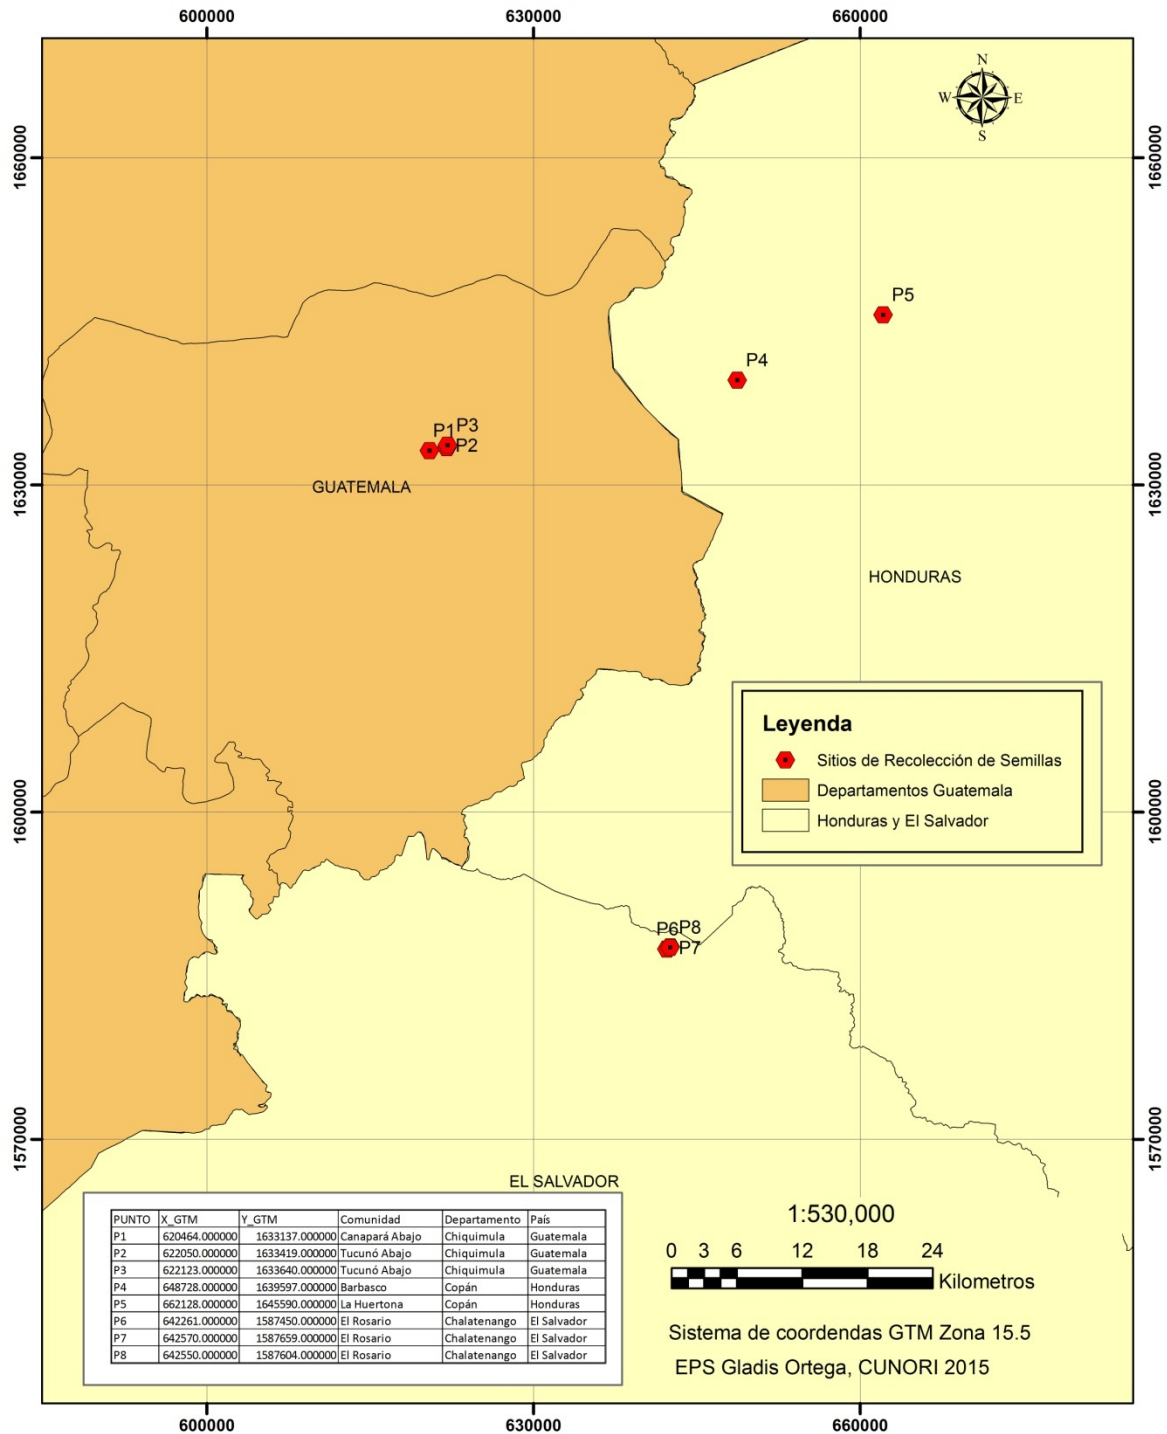 600000 630000 660000
N
W E
S
1660000 1660000
P5
P4
P1 P3
P2
1630000 1630000
GUATEMALA
HONDURAS
Leyenda
Sitios de Recolección de Semillas
Departamentos Guatemala
Honduras y El Salvador
1600000 1600000
P6 P8
P7
1570000 1570000
EL SALVADOR
PUNTO X_GTM Y_GTM Comunidad Departamento País
P1 620464.000000 1633137.000000 Canapará Abajo Chiquimula Guatemala
P2 622050.000000 1633419.000000 Tucunó Abajo Chiquimula Guatemala
P3 622123.000000 1633640.000000 Tucunó Abajo Chiquimula Guatemala
P4 648728.000000 1639597.000000 Barbasco Copán Honduras
P5 662128.000000 1645590.000000 La Huertona Copán Honduras
P6 642261.000000 1587450.000000 El Rosario Chalatenango El Salvador
P7 642570.000000 1587659.000000 El Rosario Chalatenango El Salvador
P8 642550.000000 1587604.000000 El Rosario Chalatenango El Salvador
1:530,000
0 3 6 12 18 24
Kilometros
Sistema de coordendas GTM Zona 15.5
EPS Gladis Ortega, CUNORI 2015
600000 630000 660000